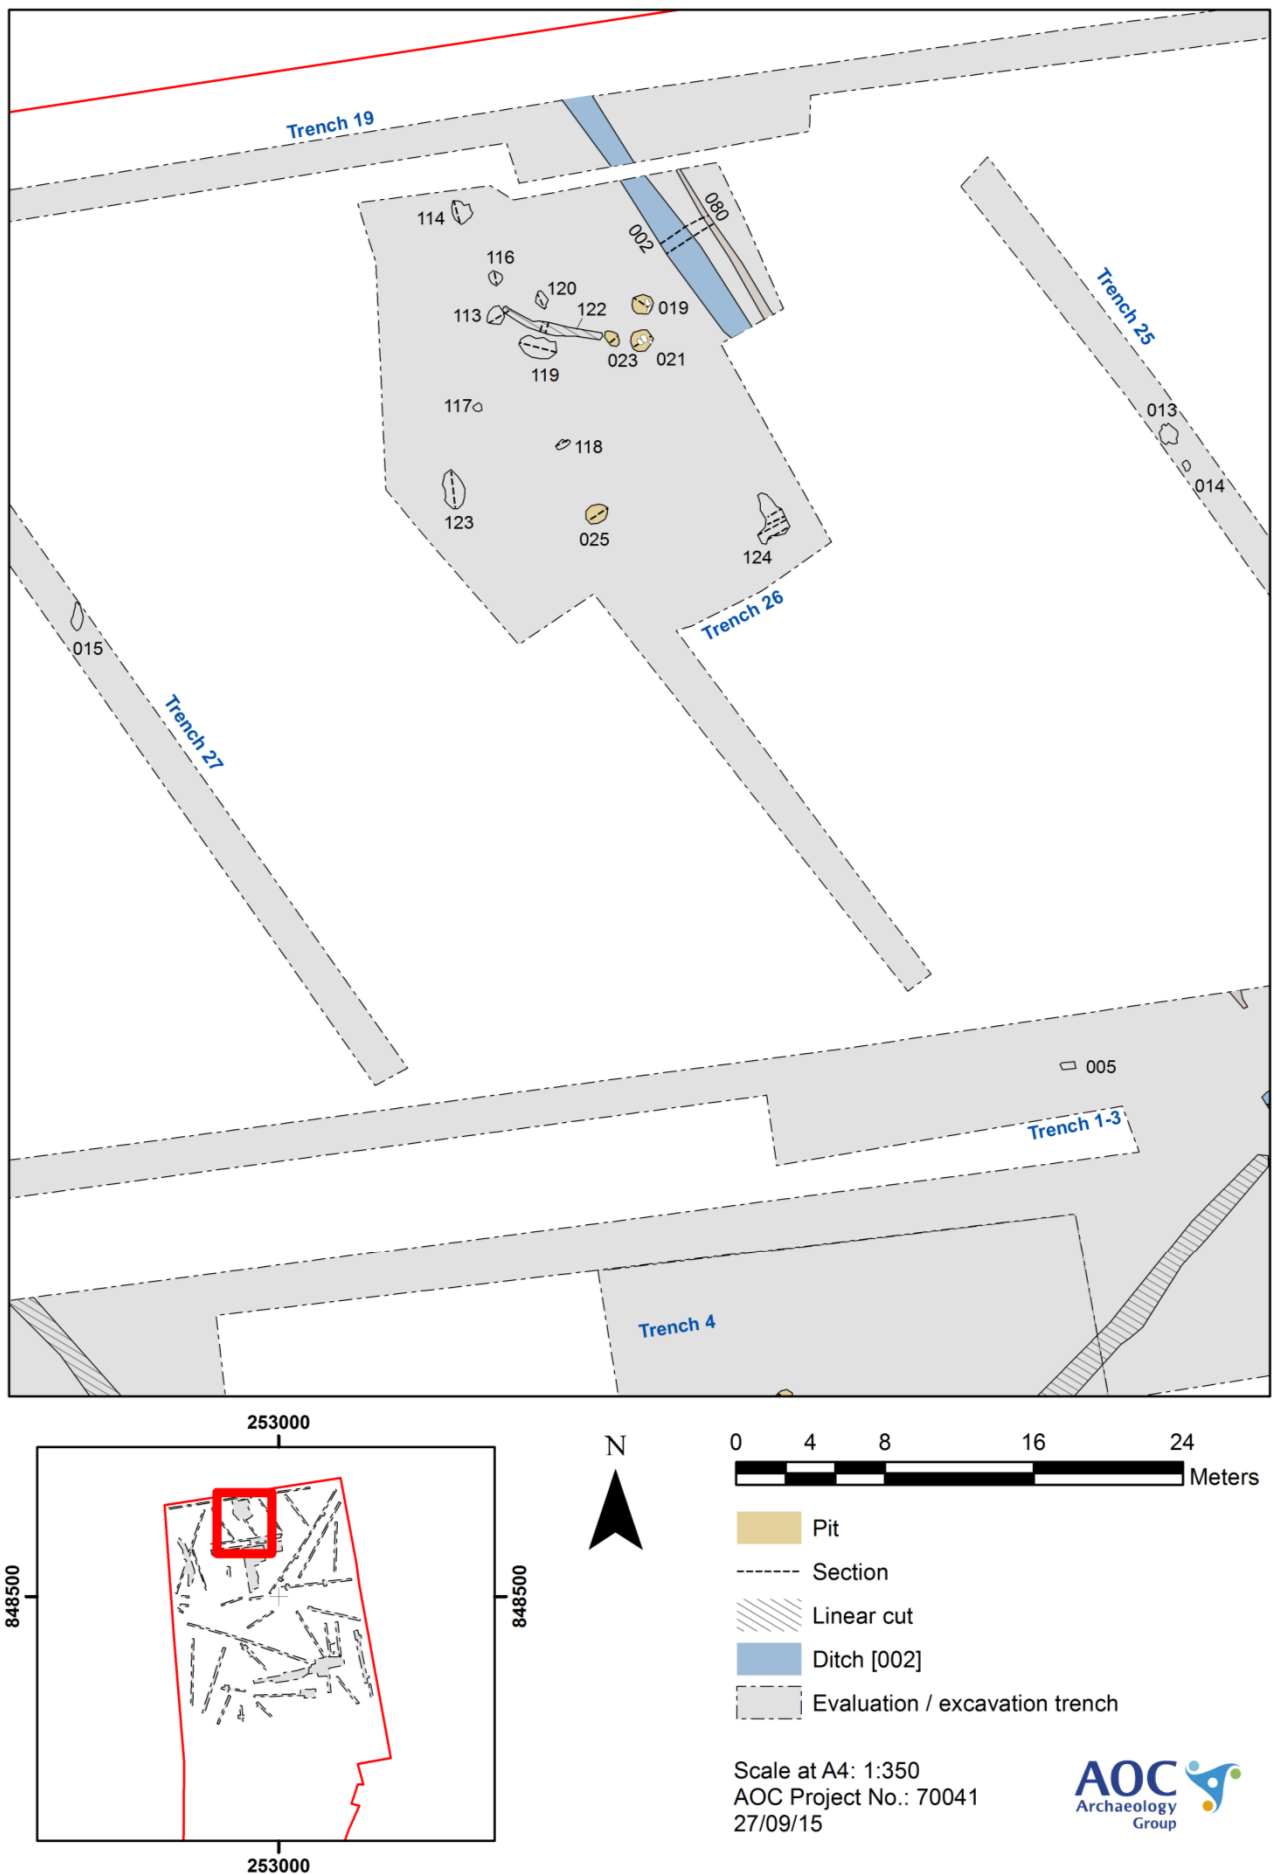 Trench 19
114
080
002
116
Trench 25
120
019
113
122
023
021
119
117
013
118
014
123
025
124
Trench 26
015
Trench 27
005
Trench 1-3
Trench 4
253000
848500
848500
253000
N
0 4 8 16 24
Meters
Pit
Section
Linear cut
Ditch [002]
Evaluation / excavation trench
Scale at A4: 1:350
AOC Project No.: 70041
27/09/15
AOC
Archaeology
Group